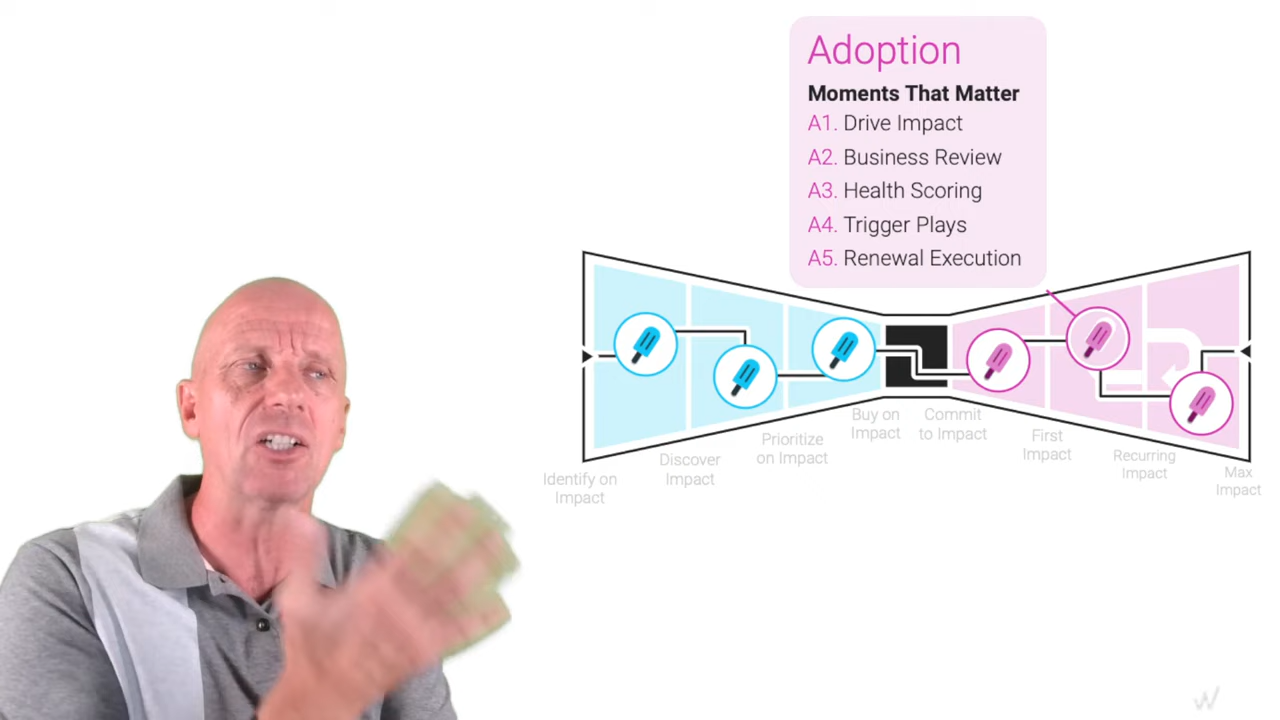 Adoption
Moments That Matter
A1. Drive Impact
A2. Business Review
A3. Health Scoring
A4. Trigger Plays
A5. Renewal Execution
Identify on
Impact
Discover
Impact
Prioritize
on Impact
Buy on
Impact
Commit
to Impact
First
Impact
Recurring
Impact
Max
Impact
W